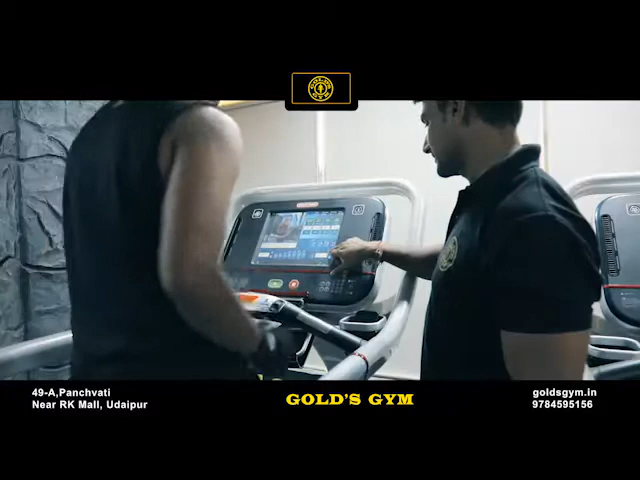 49-A,Panchvati
Near RK Mall, Udaipur
GOLD'S GYM
goldsgym.in
9784595156